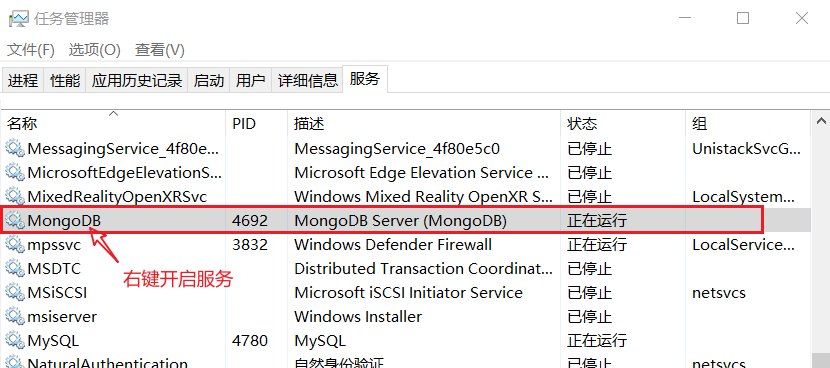 任务管理器
文件(F) 选项(O) 查看(V)
进程 性能 应用历史记录 启动 用户 详细信息 服务
名称 PID 描述 状态 组
MessagingService_4f80e... MessagingService_4f80e5c0 已停止 UnistackSvcG...
MicrosoftEdgeElevationS... Microsoft Edge Elevation Service ... 已停止
MixedRealityOpenXRSvc Windows Mixed Reality OpenXR S... 已停止 LocalSystem...
MongoDB 4692 MongoDB Server (MongoDB) 正在运行
mpssvc 3832 Windows Defender Firewall 正在运行 LocalService...
MSDTC Distributed Transaction Coordinat... 已停止
右键开启服务
MSiSCSI Microsoft iSCSI Initiator Service 已停止 netsvcs
msiserver Windows Installer 已停止
MySQL 4780 MySQL 正在运行
NaturalAuthentication 自然身份验证 已停止 netsvcs